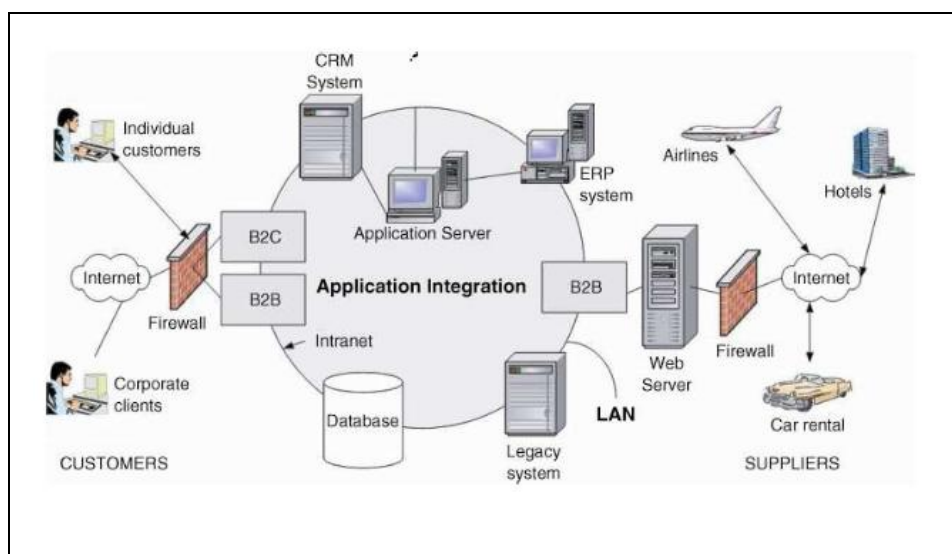 CRM
System
Individual
customers
Airlines
Hotels
ERP
system
Application Server
B2C
Internet
B2B
Firewall
Application Integration
B2B
Internet
Intranet
Web
Server
Firewall
Corporate
clients
Database
LAN
Car rental
Legacy
system
CUSTOMERS
SUPPLIERS